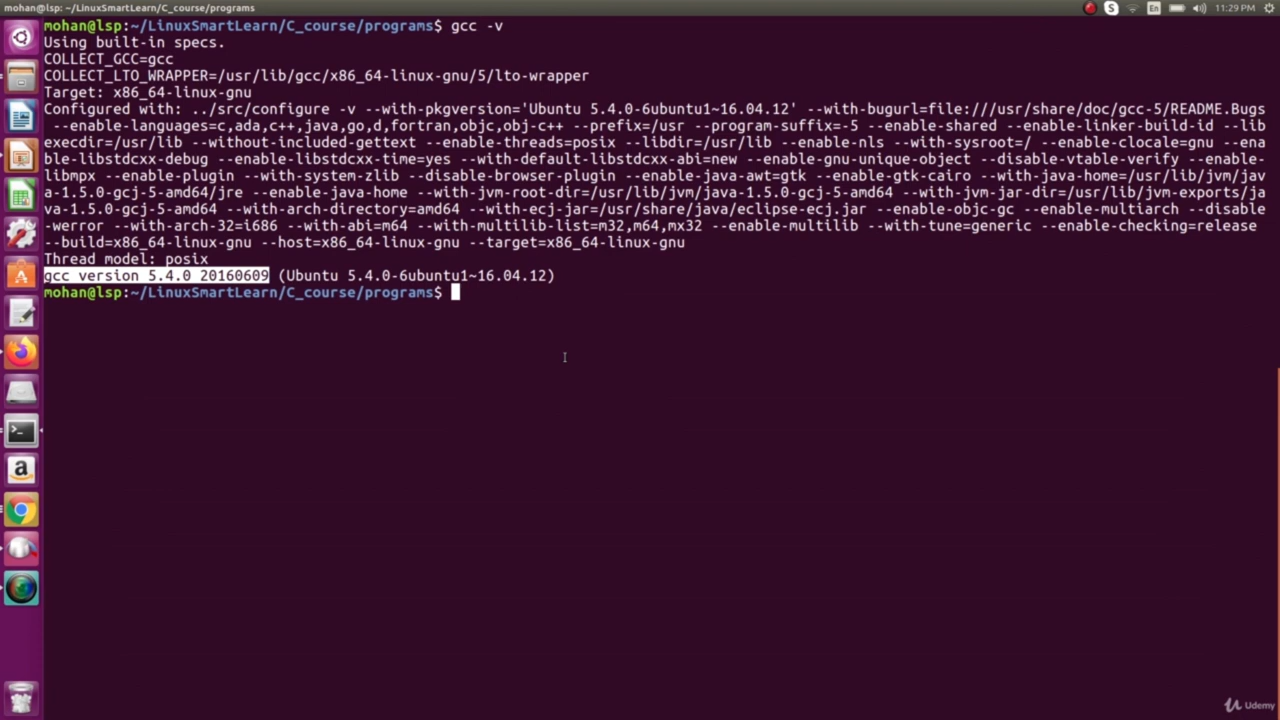 mohan@lsp: ~/LinuxSmartLearn/C_course/programs
En
11:29 PM
mohan@lsp:~/LinuxSmartLearn/C_course/programs$ gcc -v
Using built-in specs.
COLLECT_GCC=gcc
COLLECT_LTO_WRAPPER=/usr/lib/gcc/x86_64-linux-gnu/5/lto-wrapper
Target: x86_64-linux-gnu
Configured with: ../src/configure -v --with-pkgversion='Ubuntu 5.4.0-6ubuntu1~16.04.12' --with-bugurl=file:///usr/share/doc/gcc-5/README.Bugs
--enable-languages=c,ada,c++,java,go,d,fortran,objc,obj-c++ --prefix=/usr --program-suffix=-5 --enable-shared --enable-linker-build-id --lib
execdir=/usr/lib --without-included-gettext --enable-threads=posix --libdir=/usr/lib --enable-nls --with-sysroot=/ --enable-clocale=gnu --ena
ble-libstdcxx-debug --enable-libstdcxx-time=yes --with-default-libstdcxx-abi=new --enable-gnu-unique-object --disable-vtable-verify --enable-
libmpx --enable-plugin --with-system-zlib --disable-browser-plugin --enable-java-awt=gtk --enable-gtk-cairo --with-java-home=/usr/lib/jvm/jav
a-1.5.0-gcj-5-amd64/jre --enable-java-home --with-jvm-root-dir=/usr/lib/jvm/java-1.5.0-gcj-5-amd64 --with-jvm-jar-dir=/usr/lib/jvm-exports/ja
va-1.5.0-gcj-5-amd64 --with-arch-directory=amd64 --with-ecj-jar=/usr/share/java/eclipse-ecj.jar --enable-objc-gc --enable-multiarch --disable
-werror --with-arch-32=i686 --with-abi=m64 --with-multilib-list=m32,m64,mx32 --enable-multilib --with-tune=generic --enable-checking=release
--build=x86_64-linux-gnu --host=x86_64-linux-gnu --target=x86_64-linux-gnu
Thread model: posix
gcc version 5.4.0 20160609 (Ubuntu 5.4.0-6ubuntu1~16.04.12)
mohan@lsp:~/LinuxSmartLearn/C_course/programs$
Udemy